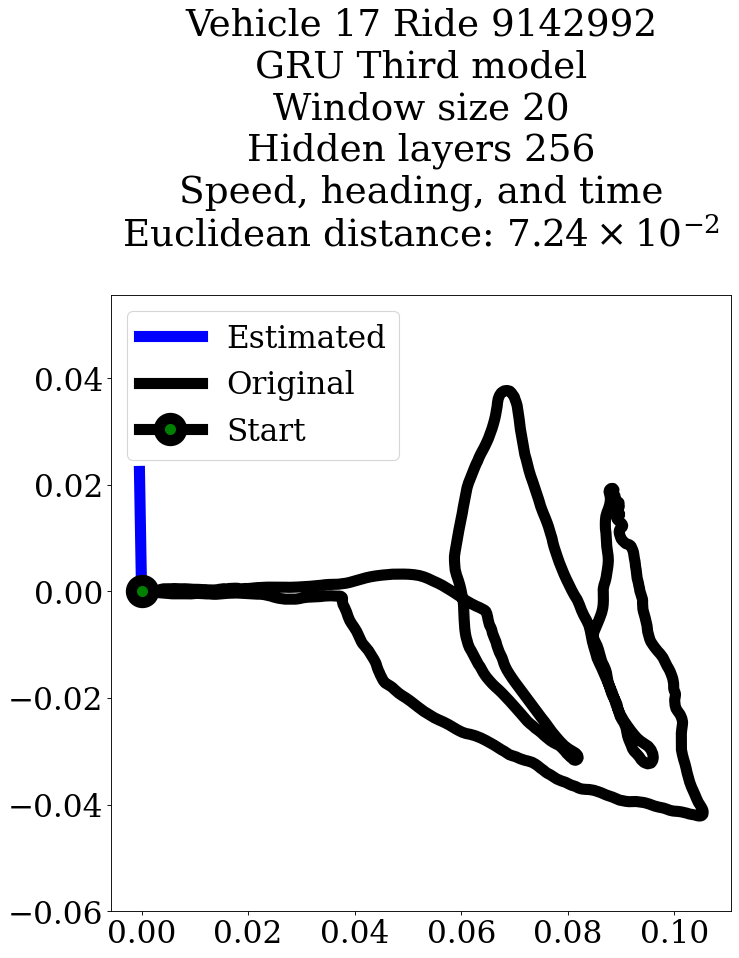 Vehicle 17 Ride 9142992
GRU Third model
Window size 20
Hidden layers 256
Speed, heading, and time
Euclidean distance: 7.24 × 10⁻²
Estimated
Original
Start
0.04
0.02
0.00
−0.02
−0.04
−0.06
0.00 0.02 0.04 0.06 0.08 0.10